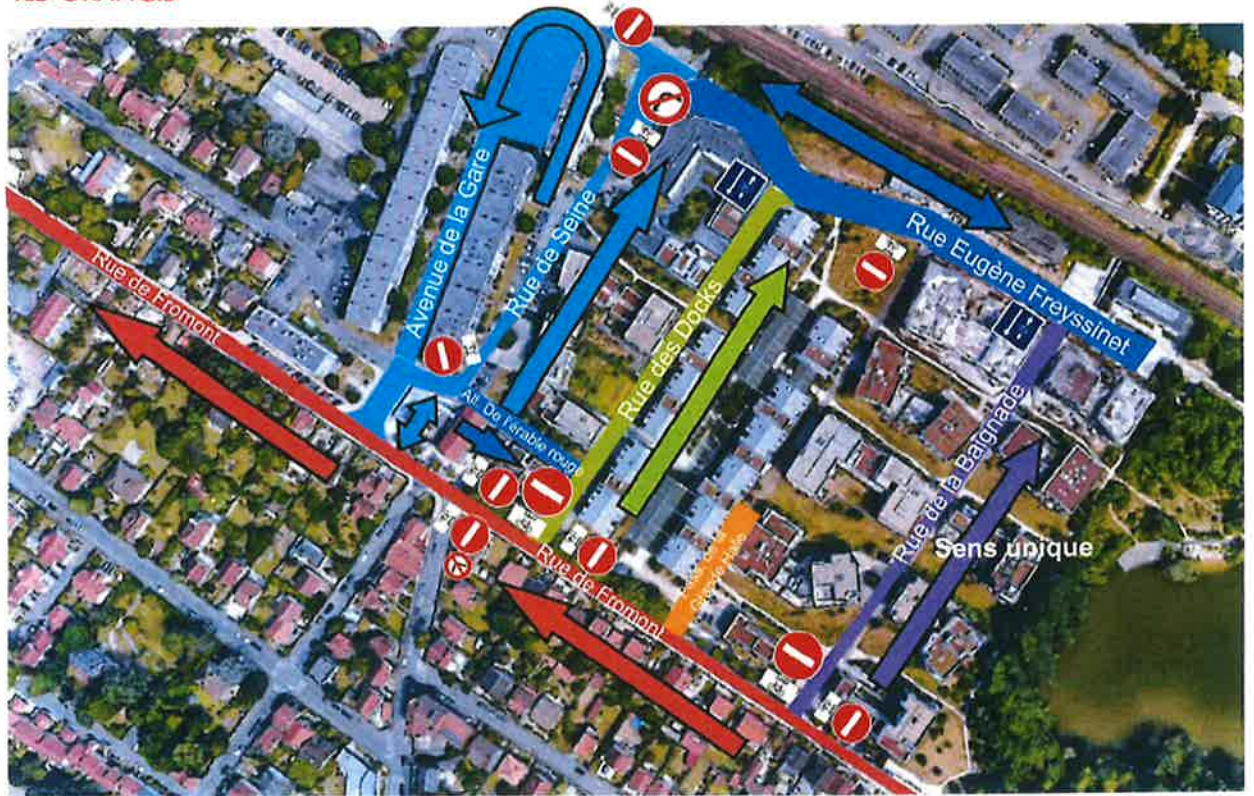 Avenue de la Gare
Rue de Seine
Rue Eugène Freyssinet
Rue de Fromont
Rue des Docks
All. De l'érable rouge
Rue de la Baignade
Sens unique
Rue de Fromont